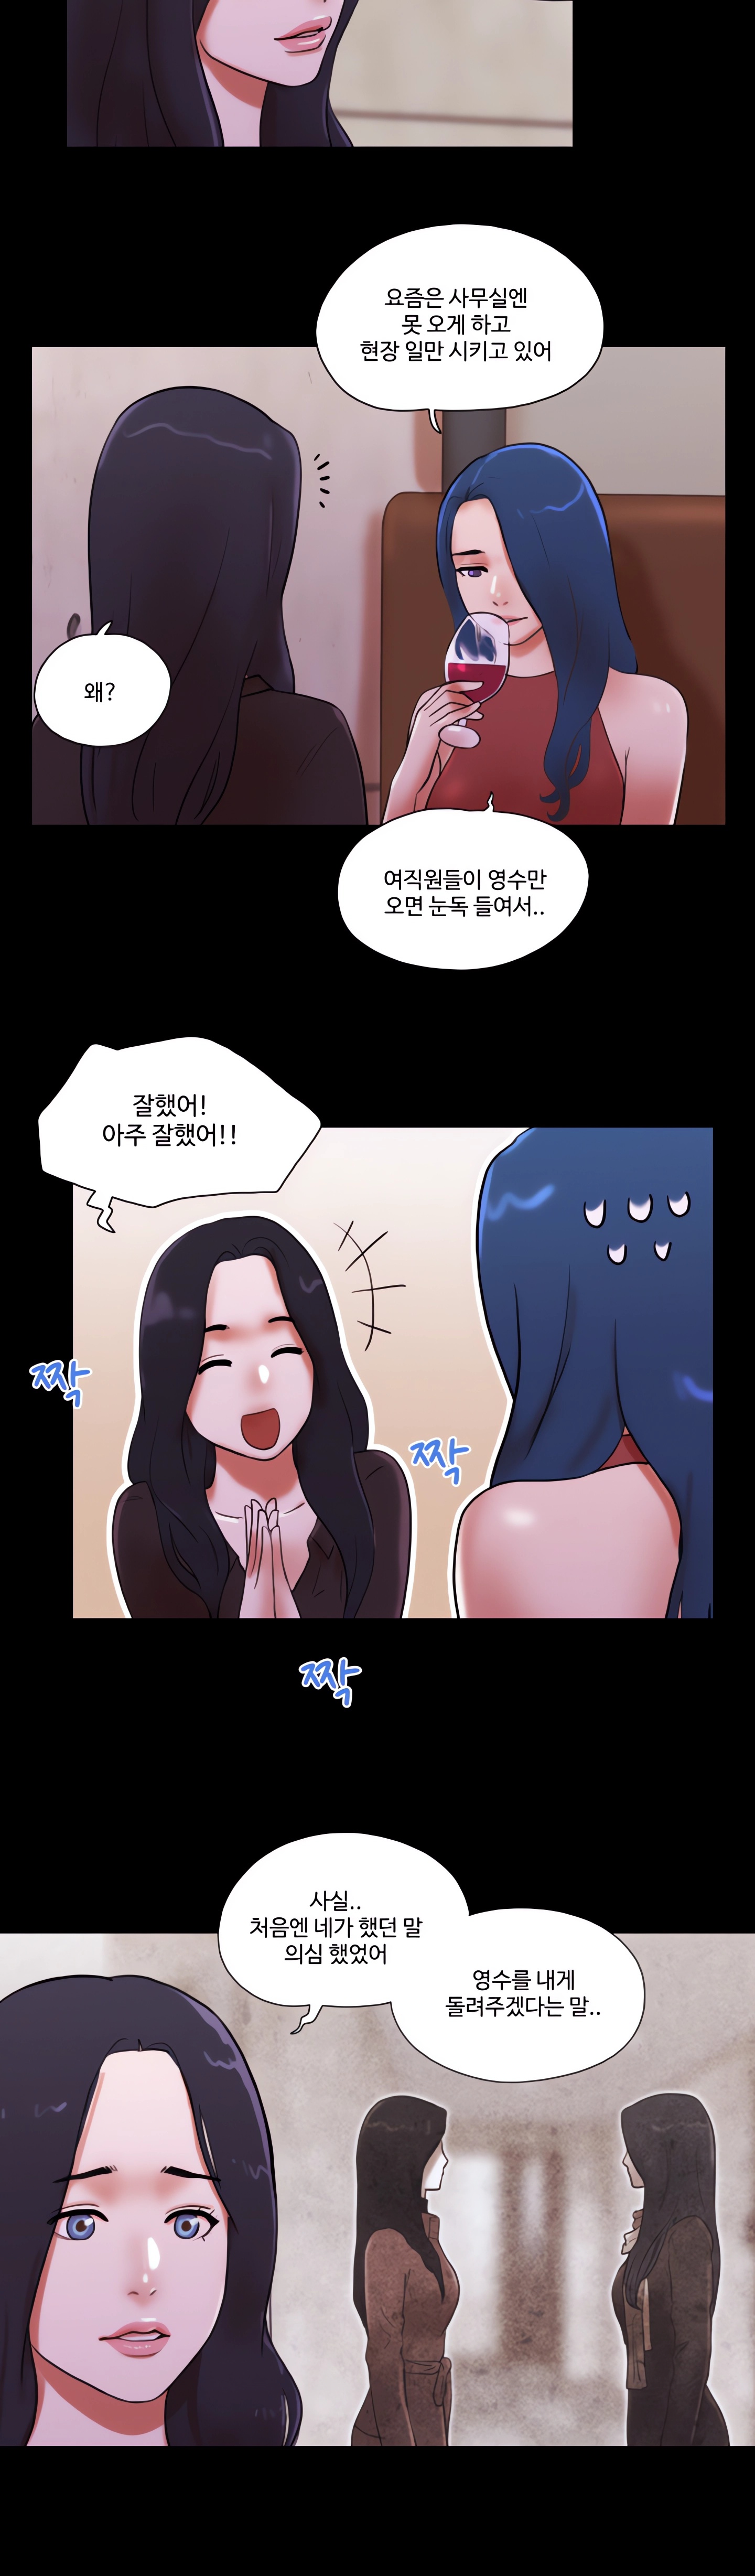 요즘은 사무실엔
못 오게 하고
현장 일만 시키고 있어
왜?
여직원들이 영수만
오면 눈독 들여서..
잘했어!
아주 잘했어!!
짝
짝
짝
사실..
처음엔 네가 했던 말
의심 했었어
영수를 내게
돌려주겠다는 말..